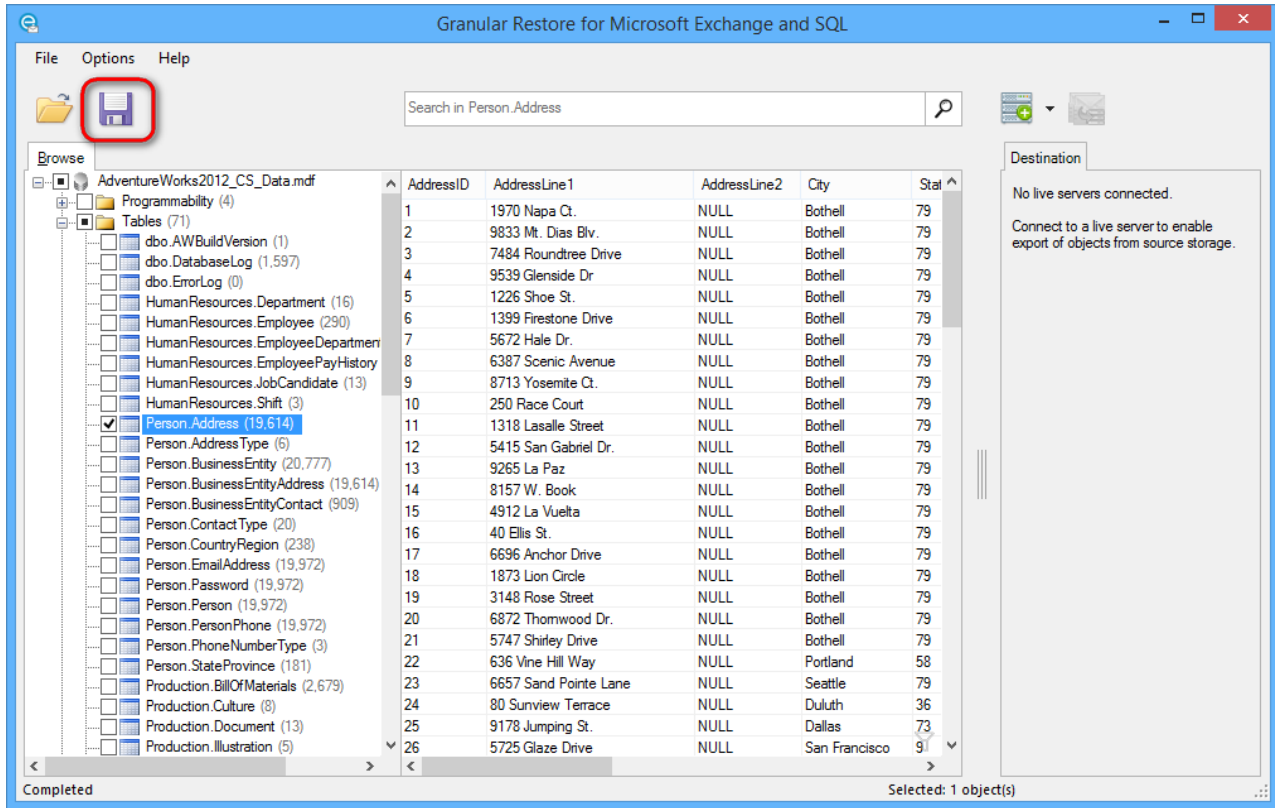 Granular Restore for Microsoft Exchange and SQL
File Options Help
Search in Person.Address
Browse
AdventureWorks2012_CS_Data.mdf
Programmability (4)
Tables (71)
dbo.AWBuildVersion (1)
dbo.DatabaseLog (1,597)
dbo.ErrorLog (0)
HumanResources.Department (16)
HumanResources.Employee (290)
HumanResources.EmployeeDepartmen
HumanResources.EmployeePayHistory
HumanResources.JobCandidate (13)
HumanResources.Shift (3)
Person.Address (19,614)
Person.AddressType (6)
Person.BusinessEntity (20,777)
Person.BusinessEntityAddress (19,614)
Person.BusinessEntityContact (909)
Person.ContactType (20)
Person.CountryRegion (238)
Person.EmailAddress (19,972)
Person.Password (19,972)
Person.Person (19,972)
Person.PersonPhone (19,972)
Person.PhoneNumberType (3)
Person.StateProvince (181)
Production.BillOfMaterials (2,679)
Production.Culture (8)
Production.Document (13)
Production.Illustration (5)
AddressID AddressLine1 AddressLine2 City Stat
1 1970 Napa Ct. NULL Bothell 79
2 9833 Mt. Dias Blv. NULL Bothell 79
3 7484 Roundtree Drive NULL Bothell 79
4 9539 Glenside Dr NULL Bothell 79
5 1226 Shoe St. NULL Bothell 79
6 1399 Firestone Drive NULL Bothell 79
7 5672 Hale Dr. NULL Bothell 79
8 6387 Scenic Avenue NULL Bothell 79
9 8713 Yosemite Ct. NULL Bothell 79
10 250 Race Court NULL Bothell 79
11 1318 Lasalle Street NULL Bothell 79
12 5415 San Gabriel Dr. NULL Bothell 79
13 9265 La Paz NULL Bothell 79
14 8157 W. Book NULL Bothell 79
15 4912 La Vuelta NULL Bothell 79
16 40 Ellis St. NULL Bothell 79
17 6696 Anchor Drive NULL Bothell 79
18 1873 Lion Circle NULL Bothell 79
19 3148 Rose Street NULL Bothell 79
20 6872 Thornwood Dr. NULL Bothell 79
21 5747 Shirley Drive NULL Bothell 79
22 636 Vine Hill Way NULL Portland 58
23 6657 Sand Pointe Lane NULL Seattle 79
24 80 Sunview Terrace NULL Duluth 36
25 9178 Jumping St. NULL Dallas 73
26 5725 Glaze Drive NULL San Francisco 9
Destination
No live servers connected.
Connect to a live server to enable
export of objects from source storage.
Completed
Selected: 1 object(s)